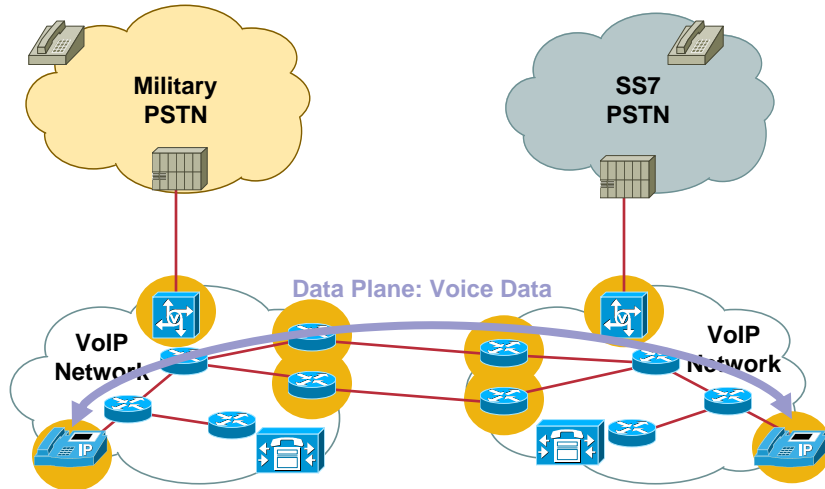 Military
PSTN
SS7
PSTN
Data Plane: Voice Data
VoIP
Network
VoIP
Network
IP
IP
V
V